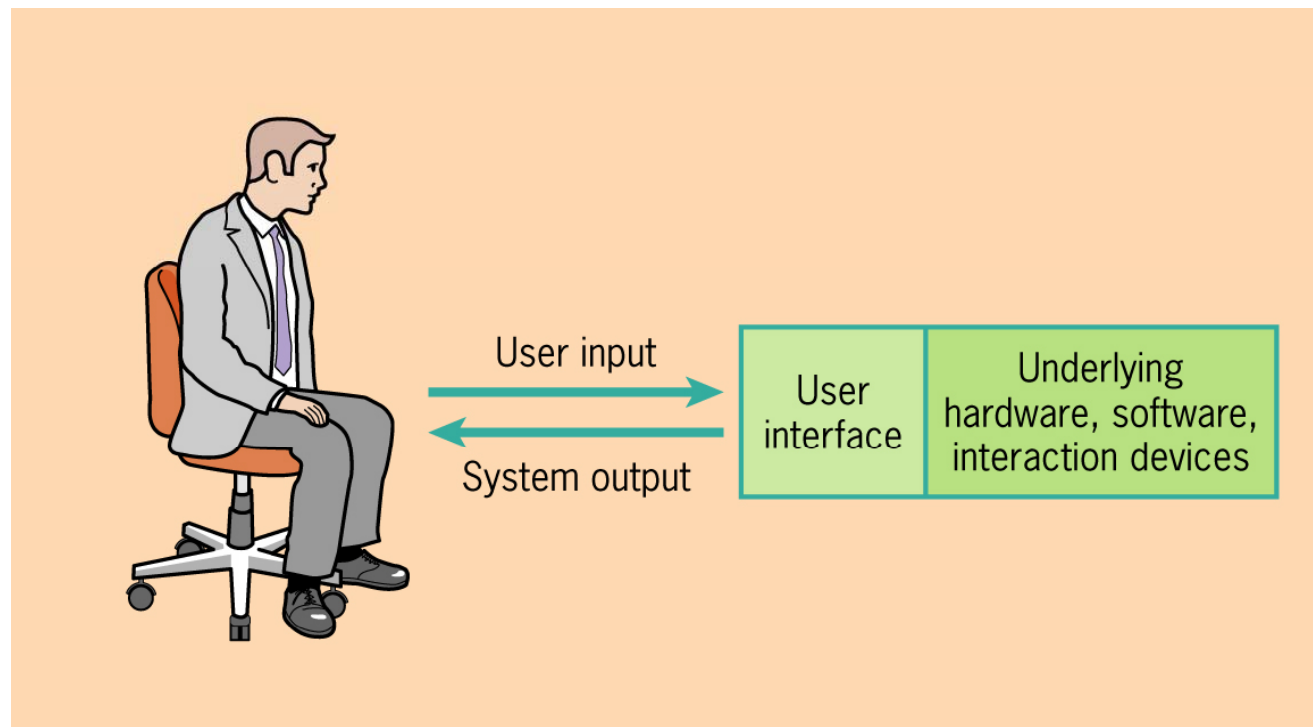 User input
System output
User
interface
Underlying
hardware, software,
interaction devices